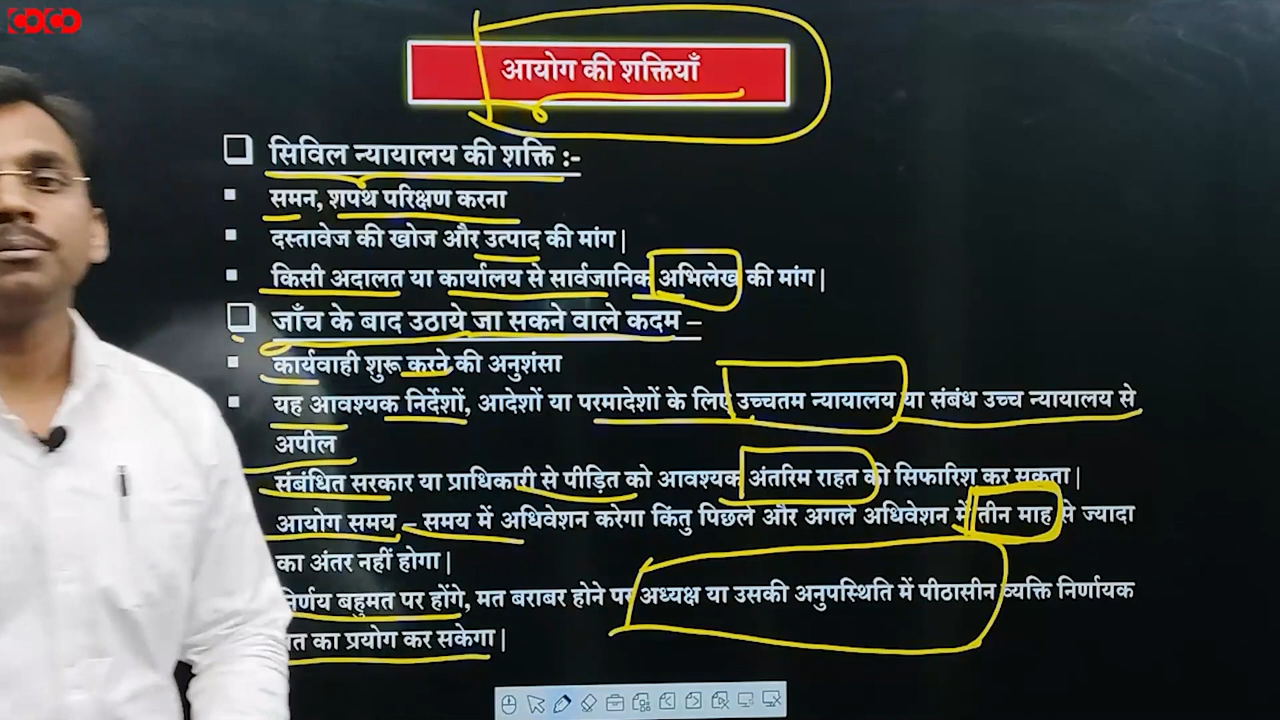 COCO
आयोग की शक्तियाँ
सिविल न्यायालय की शक्ति :-
समन, शपथ परिक्षण करना
दस्तावेज की खोज और उत्पाद की मांग |
किसी अदालत या कार्यालय से सार्वजानिक अभिलेख की मांग |
जाँच के बाद उठाये जा सकने वाले कदम –
कार्यवाही शुरू करने की अनुशंसा
यह आवश्यक निर्देशों, आदेशों या परमादेशों के लिए उच्चतम न्यायालय या संबंध उच्च न्यायालय से
अपील
संबंधित सरकार या प्राधिकारी से पीड़ित को आवश्यक अंतरिम राहत की सिफारिश कर सकता |
आयोग समय – समय में अधिवेशन करेगा किंतु पिछले और अगले अधिवेशन में तीन माह से ज्यादा
का अंतर नहीं होगा |
निर्णय बहुमत पर होंगे, मत बराबर होने पर अध्यक्ष या उसकी अनुपस्थिति में पीठासीन व्यक्ति निर्णायक
मत का प्रयोग कर सकेगा |